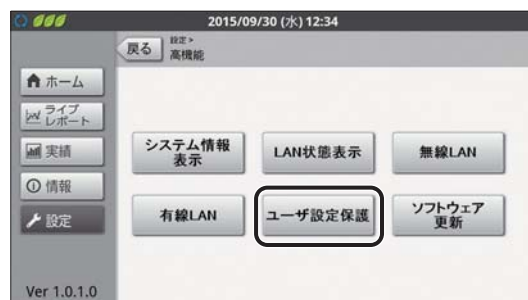 2015/09/30 (水) 12:34
戻る
設定>
高機能
ホーム
ライブ
レポート
実績
情報
設定
システム情報
表示
LAN状態表示
無線LAN
有線LAN
ユーザ設定保護
ソフトウェア
更新
Ver 1.0.1.0